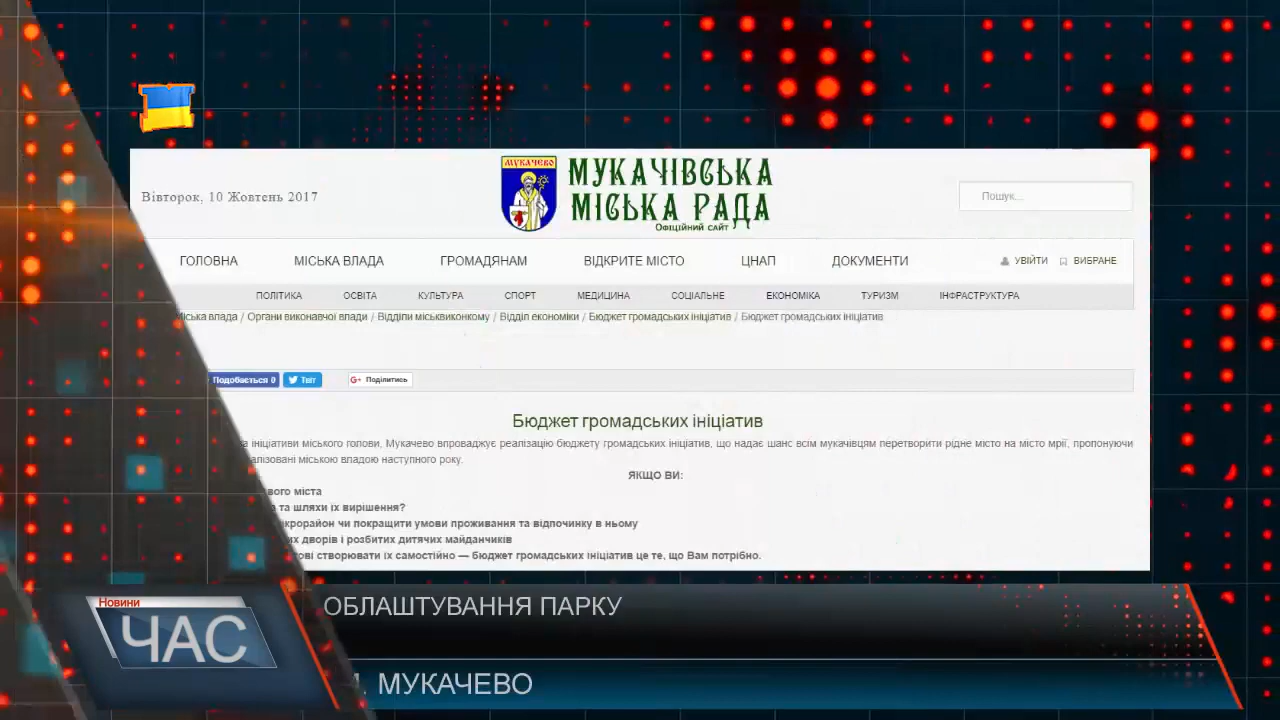 МУКАЧЕВО
МУКАЧІВСЬКА
МІСЬКА РАДА
Офіційний сайт
Вівторок, 10 Жовтень 2017
Пошук...
ГОЛОВНА МІСЬКА ВЛАДА ГРОМАДЯНАМ ВІДКРИТЕ МІСТО ЦНАП ДОКУМЕНТИ УВІЙТИ ВИБРАНЕ
ПОЛІТИКА ОСВІТА КУЛЬТУРА СПОРТ МЕДИЦИНА СОЦІАЛЬНЕ ЕКОНОМІКА ТУРИЗМ ІНФРАСТРУКТУРА
Міська влада / Органи виконавчої влади / Відділи міськвиконкому / Відділ економіки / Бюджет громадських ініціатив / Бюджет громадських ініціатив
Подобається 0 Твіт G+ Поділитись
Бюджет громадських ініціатив
а ініціативи міського голови, Мукачево впроваджує реалізацію бюджету громадських ініціатив, що надає шанс всім мукачівцям перетворити рідне місто на місто мрії, пропонуючи
алізовані міською владою наступного року.
ЯКЩО ВИ:
вого міста
а та шляхи їх вирішення?
ікрорайон чи покращити умови проживання та відпочинку в ньому
их дворів і розбитих дитячих майданчиків
тові створювати їх самостійно — бюджет громадських ініціатив це те, що Вам потрібно.
Новини
ЧАС
ОБЛАШТУВАННЯ ПАРКУ
М. МУКАЧЕВО